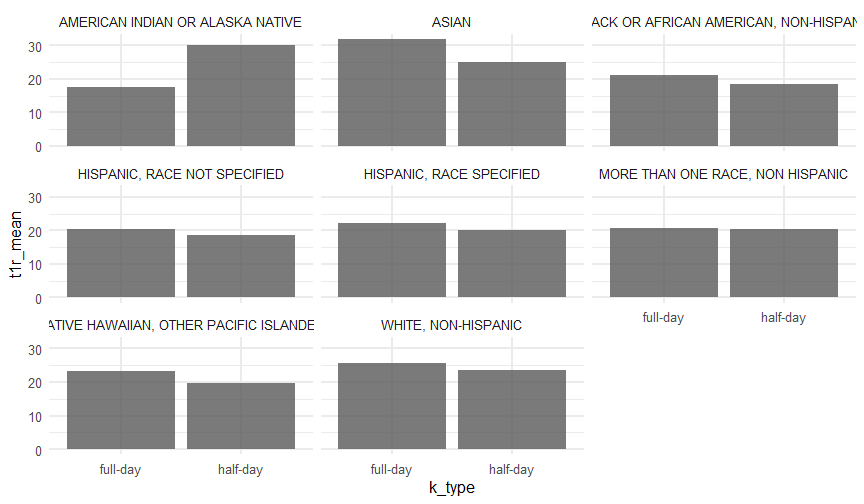 AMERICAN INDIAN OR ALASKA NATIVE
ASIAN
ACK OR AFRICAN AMERICAN, NON-HISPAN
30
20
10
0
HISPANIC, RACE NOT SPECIFIED
HISPANIC, RACE SPECIFIED
MORE THAN ONE RACE, NON HISPANIC
30
20
10
0
t1r_mean
full-day
half-day
ATIVE HAWAIIAN, OTHER PACIFIC ISLANDE
WHITE, NON-HISPANIC
30
20
10
0
full-day
half-day
full-day
half-day
k_type